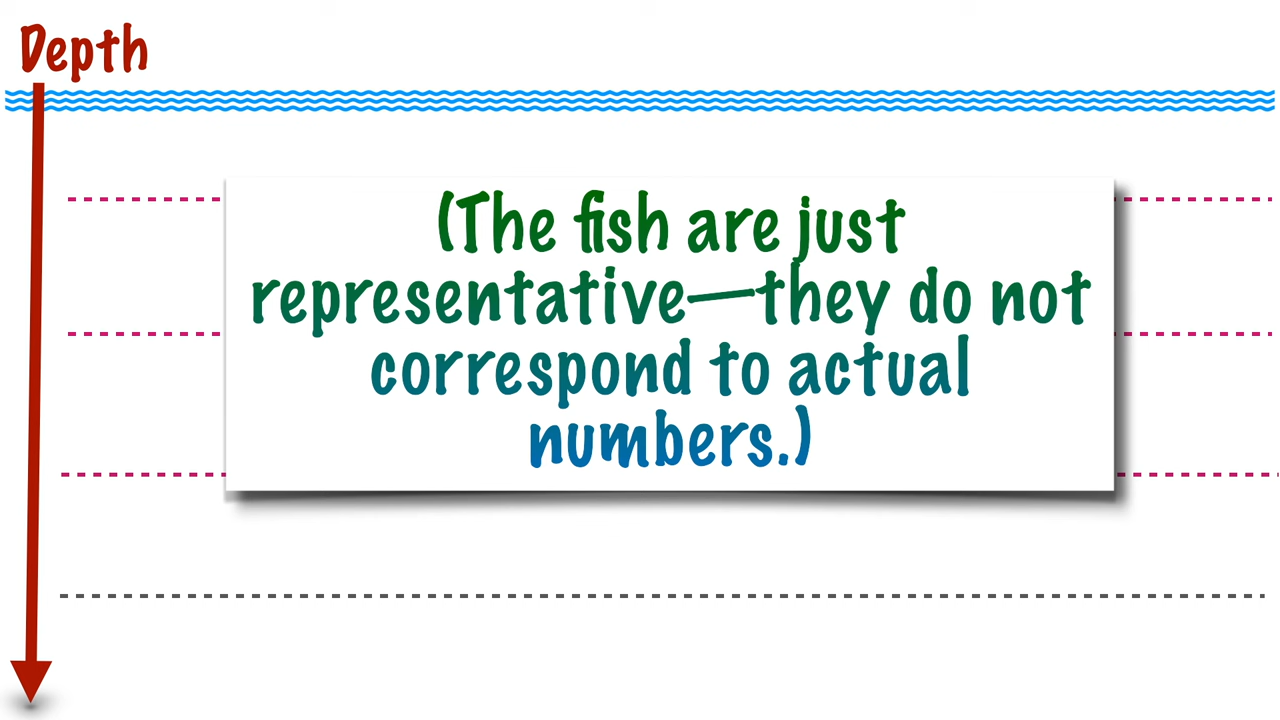 Depth
(The fish are just
representative—they do not
correspond to actual
numbers.)